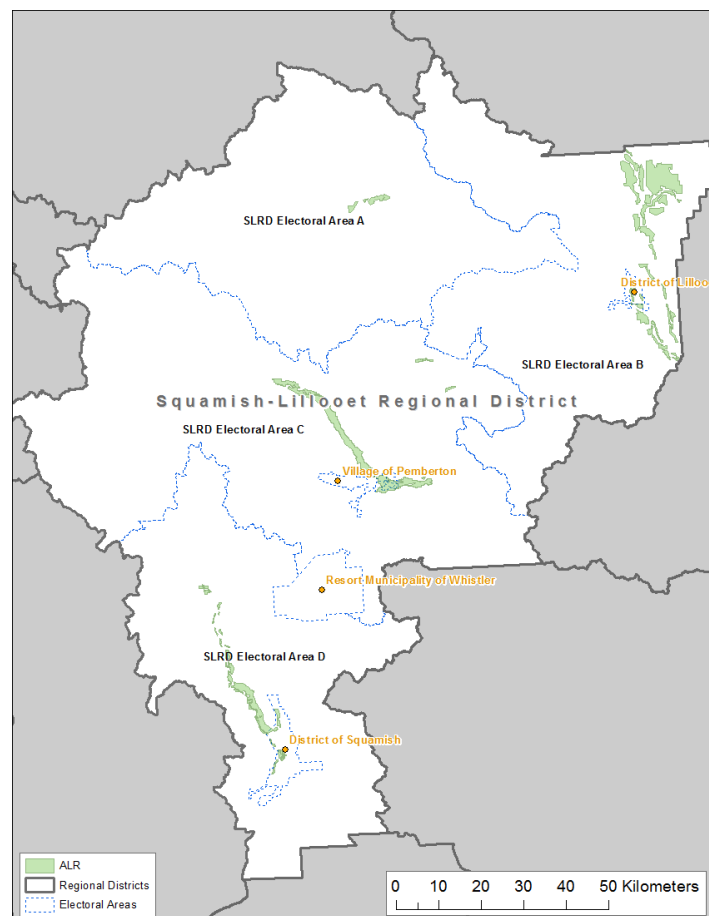 SLRD Electoral Area A
District of Lillooe
SLRD Electoral Area B
Squamish-Lillooet Regional District
SLRD Electoral Area C
Village of Pemberton
Resort Municipality of Whistler
SLRD Electoral Area D
District of Squamish
ALR
Regional Districts
Electoral Areas
0 10 20 30 40 50 Kilometers